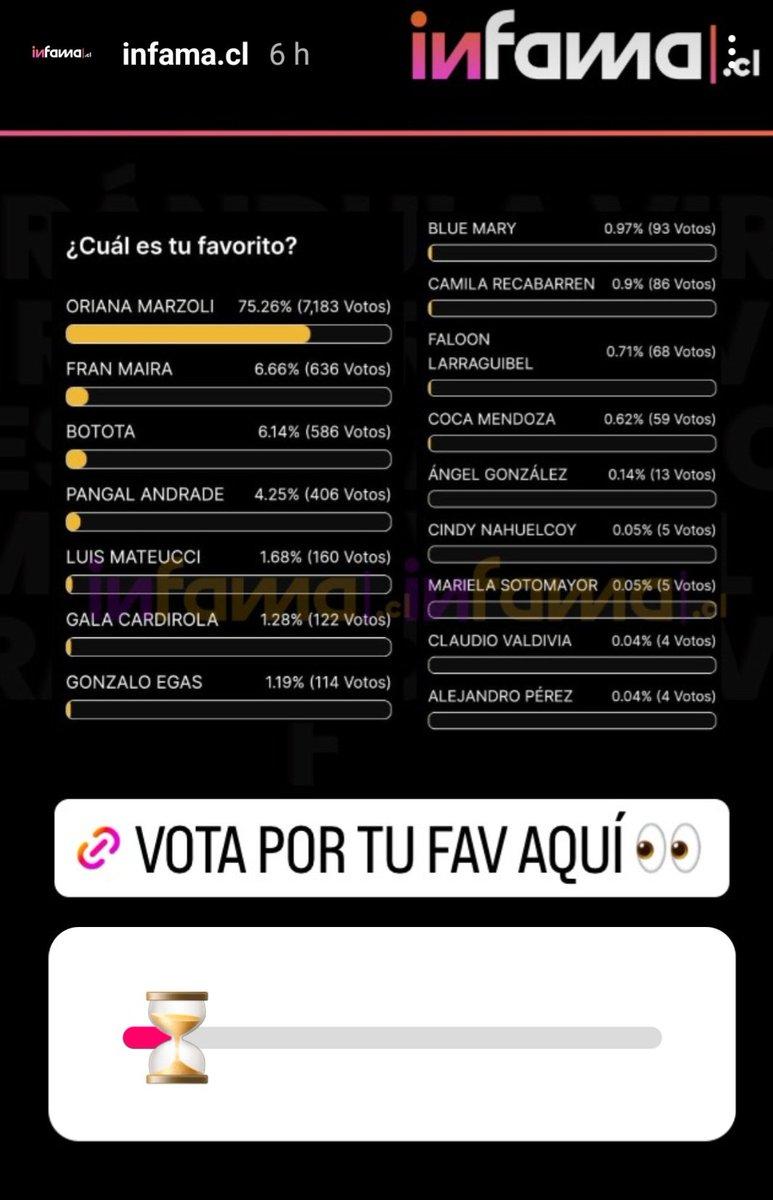 infama.cl
infama.cl 6 h
infama.cl
¿Cuál es tu favorito?
ORIANA MARZOLI 75.26% (7,183 Votos)
FRAN MAIRA 6.66% (636 Votos)
BOTOTA 6.14% (586 Votos)
PANGAL ANDRADE 4.25% (406 Votos)
LUIS MATEUCCI 1.68% (160 Votos)
GALA CARDIROLA 1.28% (122 Votos)
GONZALO EGAS 1.19% (114 Votos)
BLUE MARY 0.97% (93 Votos)
CAMILA RECABARREN 0.9% (86 Votos)
FALOON
LARRAGUIBEL 0.71% (68 Votos)
COCA MENDOZA 0.62% (59 Votos)
ÁNGEL GONZÁLEZ 0.14% (13 Votos)
CINDY NAHUELCOY 0.05% (5 Votos)
MARIELA SOTOMAYOR 0.05% (5 Votos)
CLAUDIO VALDIVIA 0.04% (4 Votos)
ALEJANDRO PÉREZ 0.04% (4 Votos)
infama.cl infama.cl
VOTA POR TU FAV AQUÍ